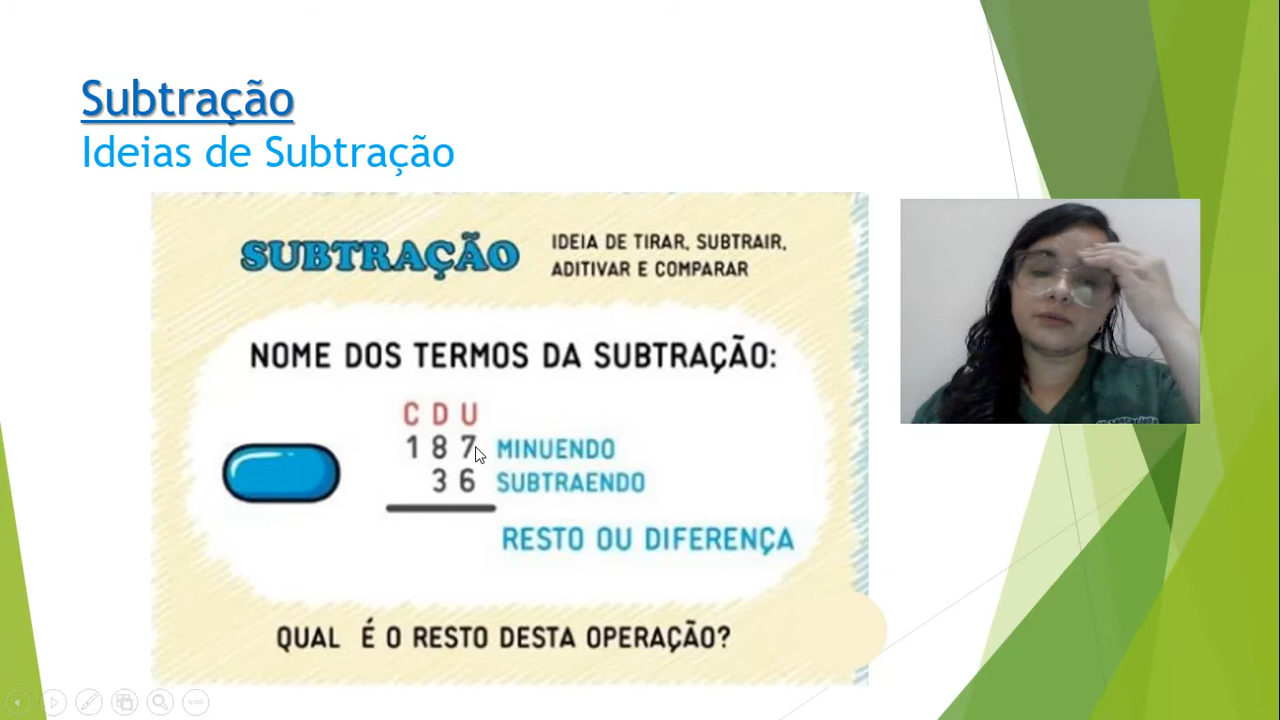 Subtração
Ideias de Subtração
SUBTRAÇÃO
IDEIA DE TIRAR, SUBTRAIR,
ADITIVAR E COMPARAR
NOME DOS TERMOS DA SUBTRAÇÃO:
C D U
1 8 7 MINUENDO
3 6 SUBTRAENDO
RESTO OU DIFERENÇA
QUAL É O RESTO DESTA OPERAÇÃO?